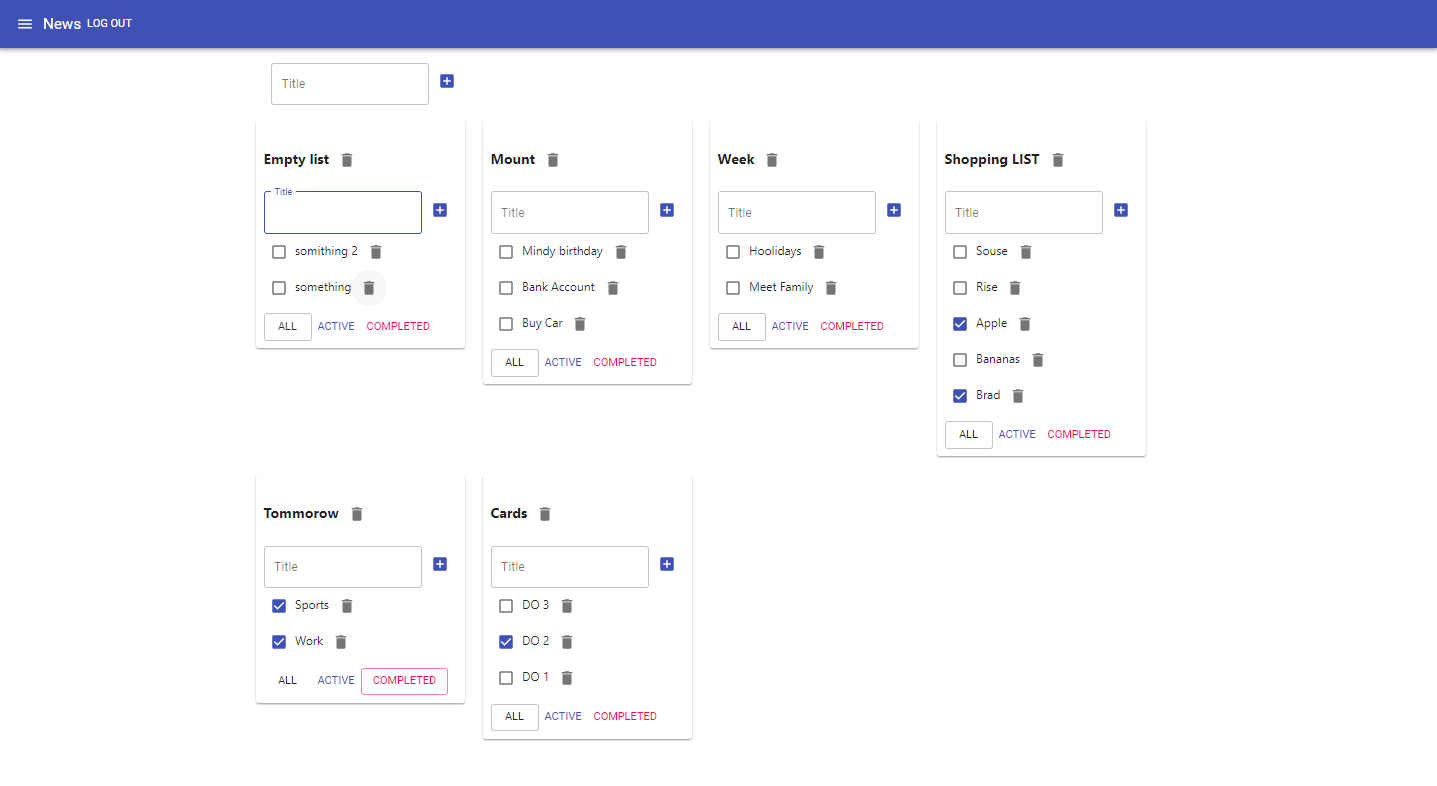 News LOG OUT
Title
Empty list
Title
somithing 2
something
ALL ACTIVE COMPLETED
Mount
Title
Mindy birthday
Bank Account
Buy Car
ALL ACTIVE COMPLETED
Week
Title
Hoolidays
Meet Family
ALL ACTIVE COMPLETED
Shopping LIST
Title
Souse
Rise
Apple
Bananas
Brad
ALL ACTIVE COMPLETED
Tommorow
Title
Sports
Work
ALL ACTIVE COMPLETED
Cards
Title
DO 3
DO 2
DO 1
ALL ACTIVE COMPLETED